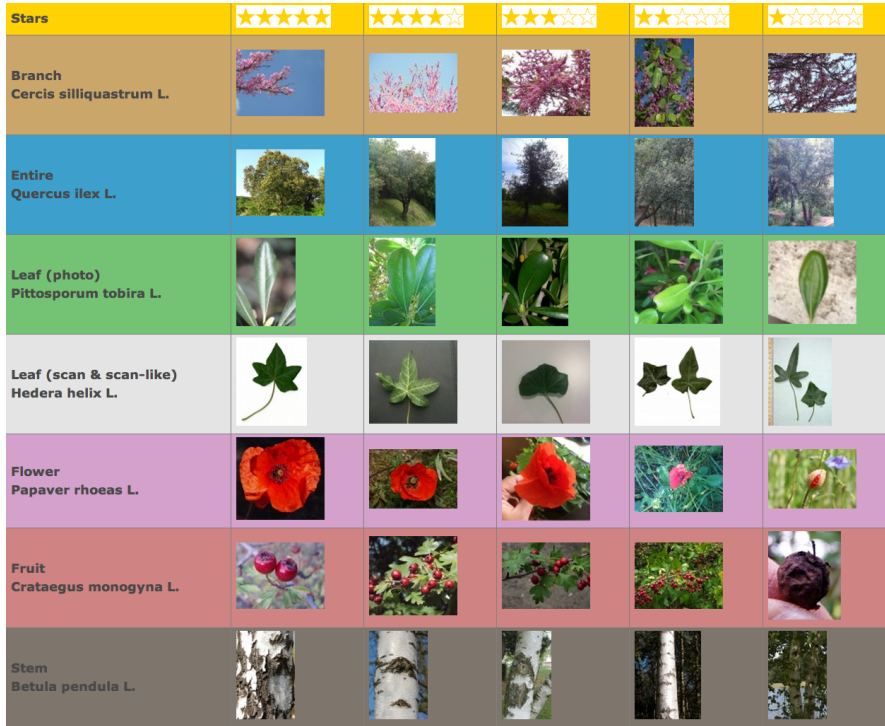 Stars
Branch
Cercis silliquastrum L.
Entire
Quercus ilex L.
Leaf (photo)
Pittosporum tobira L.
Leaf (scan & scan-like)
Hedera helix L.
Flower
Papaver rhoeas L.
Fruit
Crataegus monogyna L.
Stem
Betula pendula L.